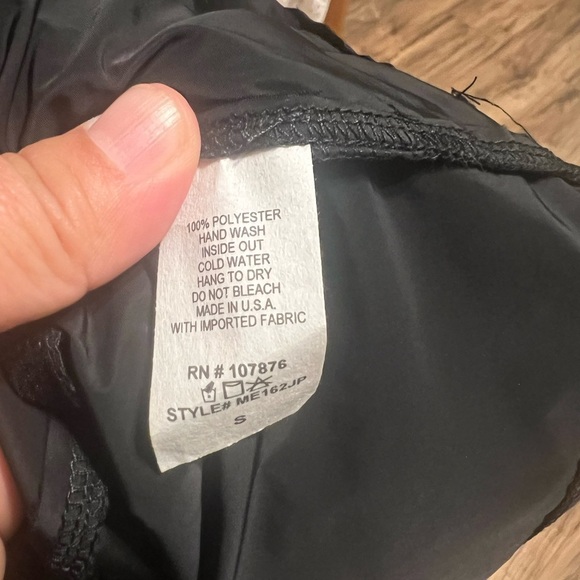 100% POLYESTER
HAND WASH
INSIDE OUT
COLD WATER
HANG TO DRY
DO NOT BLEACH
MADE IN U.S.A.
WITH IMPORTED FABRIC
RN # 107876
STYLE# ME162JP
S